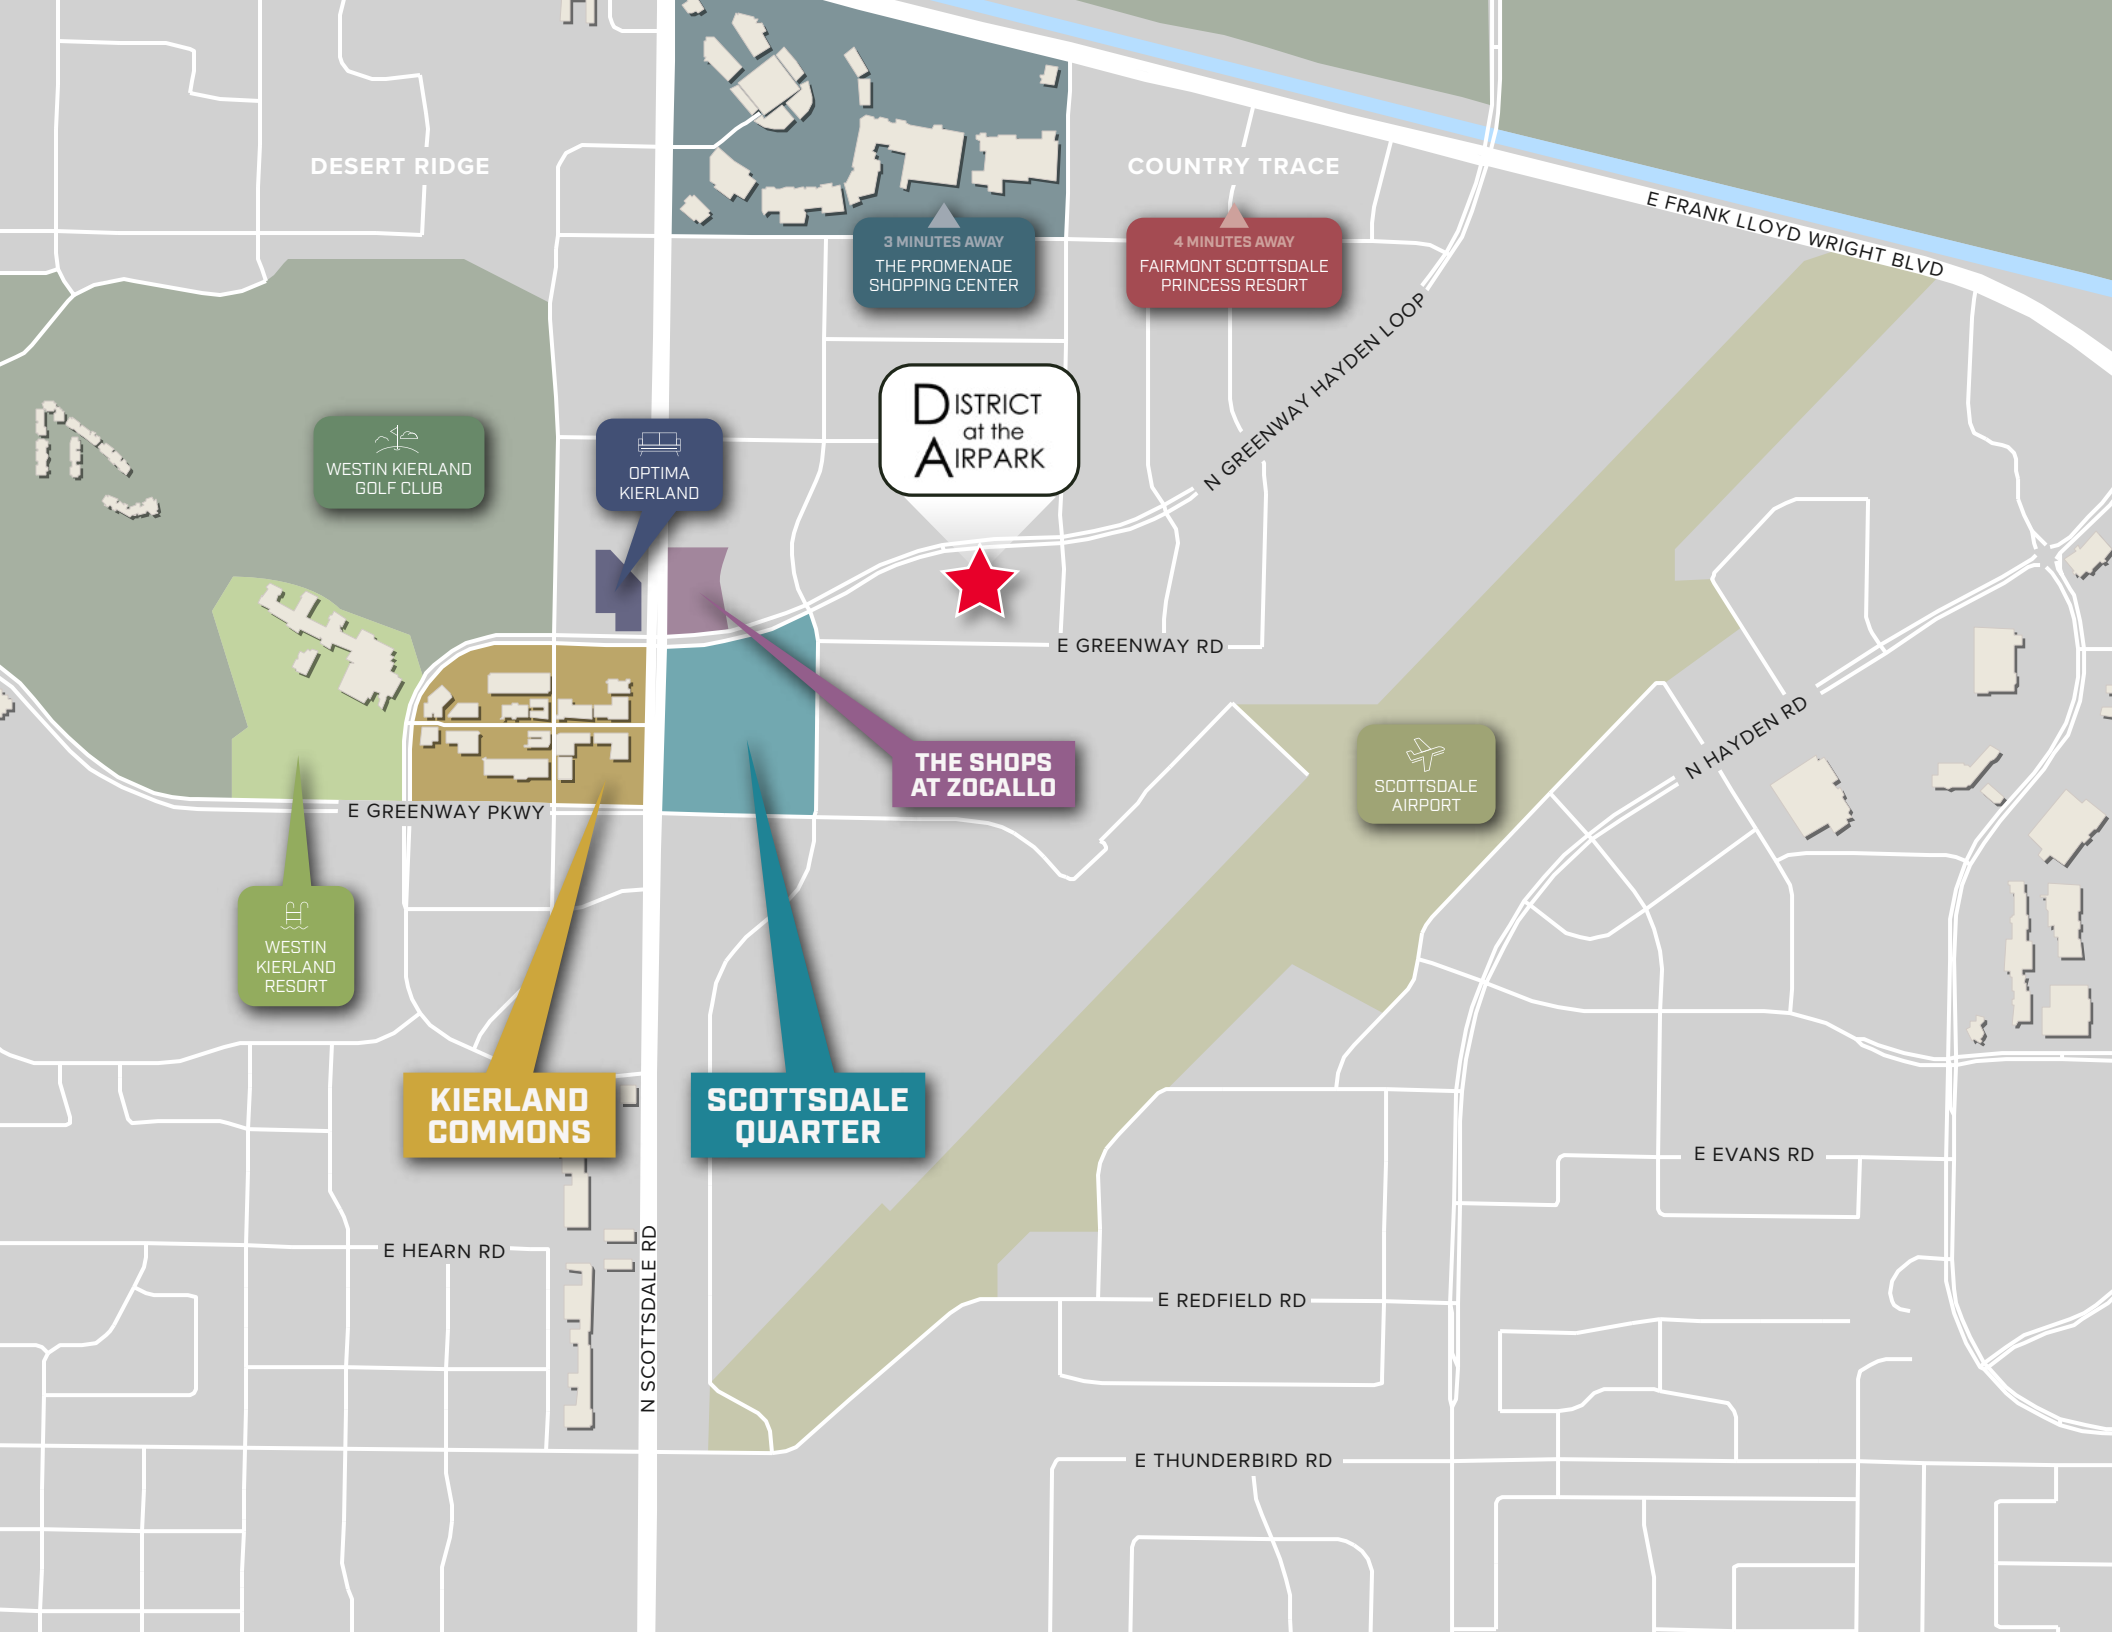 DESERT RIDGE
COUNTRY TRACE
E FRANK LLOYD WRIGHT BLVD
3 MINUTES AWAY
THE PROMENADE
SHOPPING CENTER
4 MINUTES AWAY
FAIRMONT SCOTTSDALE
PRINCESS RESORT
N GREENWAY HAYDEN LOOP
DISTRICT
at the
AIRPARK
WESTIN KIERLAND
GOLF CLUB
OPTIMA
KIERLAND
E GREENWAY RD
N HAYDEN RD
THE SHOPS
AT ZOCALLO
SCOTTSDALE
AIRPORT
E GREENWAY PKWY
WESTIN
KIERLAND
RESORT
KIERLAND
COMMONS
SCOTTSDALE
QUARTER
E EVANS RD
E HEARN RD
N SCOTTSDALE RD
E REDFIELD RD
E THUNDERBIRD RD